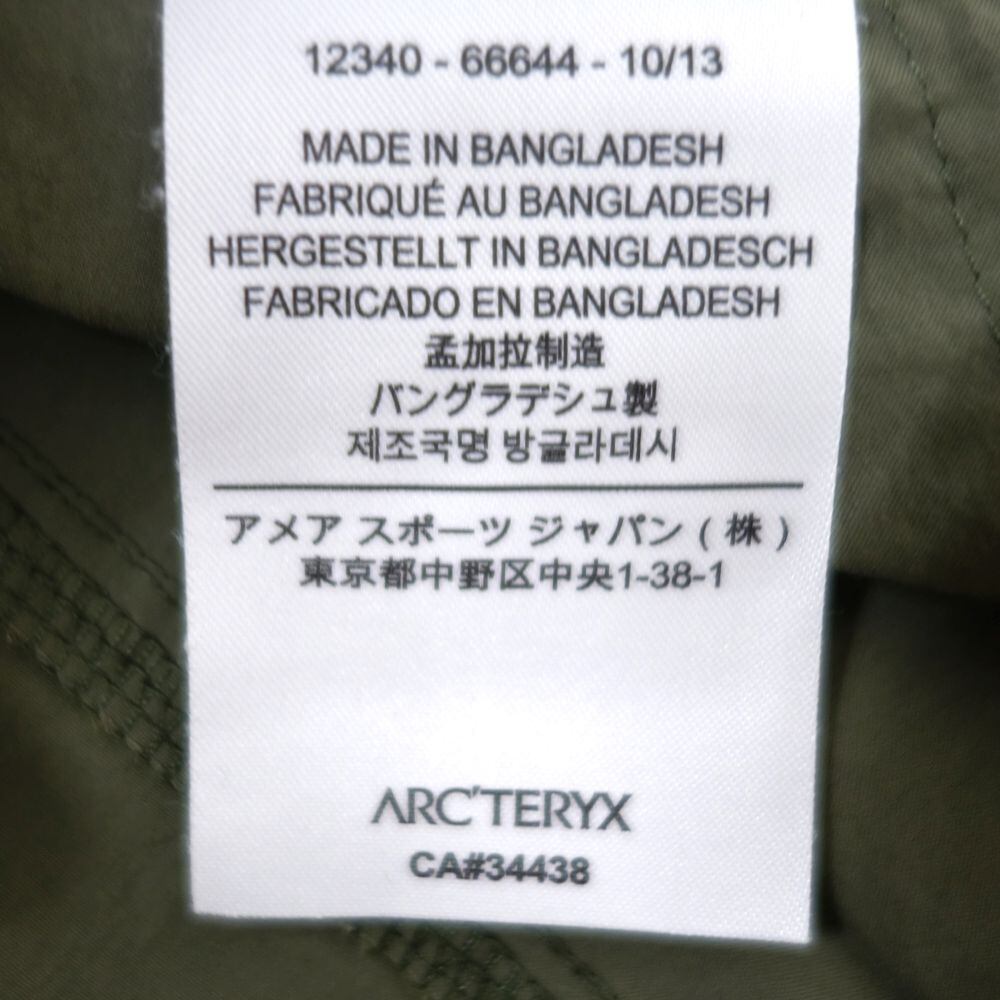 12340 - 66644 - 10/13
MADE IN BANGLADESH
FABRIQUÉ AU BANGLADESH
HERGESTELLT IN BANGLADESCH
FABRICADO EN BANGLADESH
孟加拉制造
バングラデシュ製
제조국명 방글라데시
アメア スポーツ ジャパン ( 株 )
東京都中野区中央1-38-1
ARC'TERYX
CA#34438